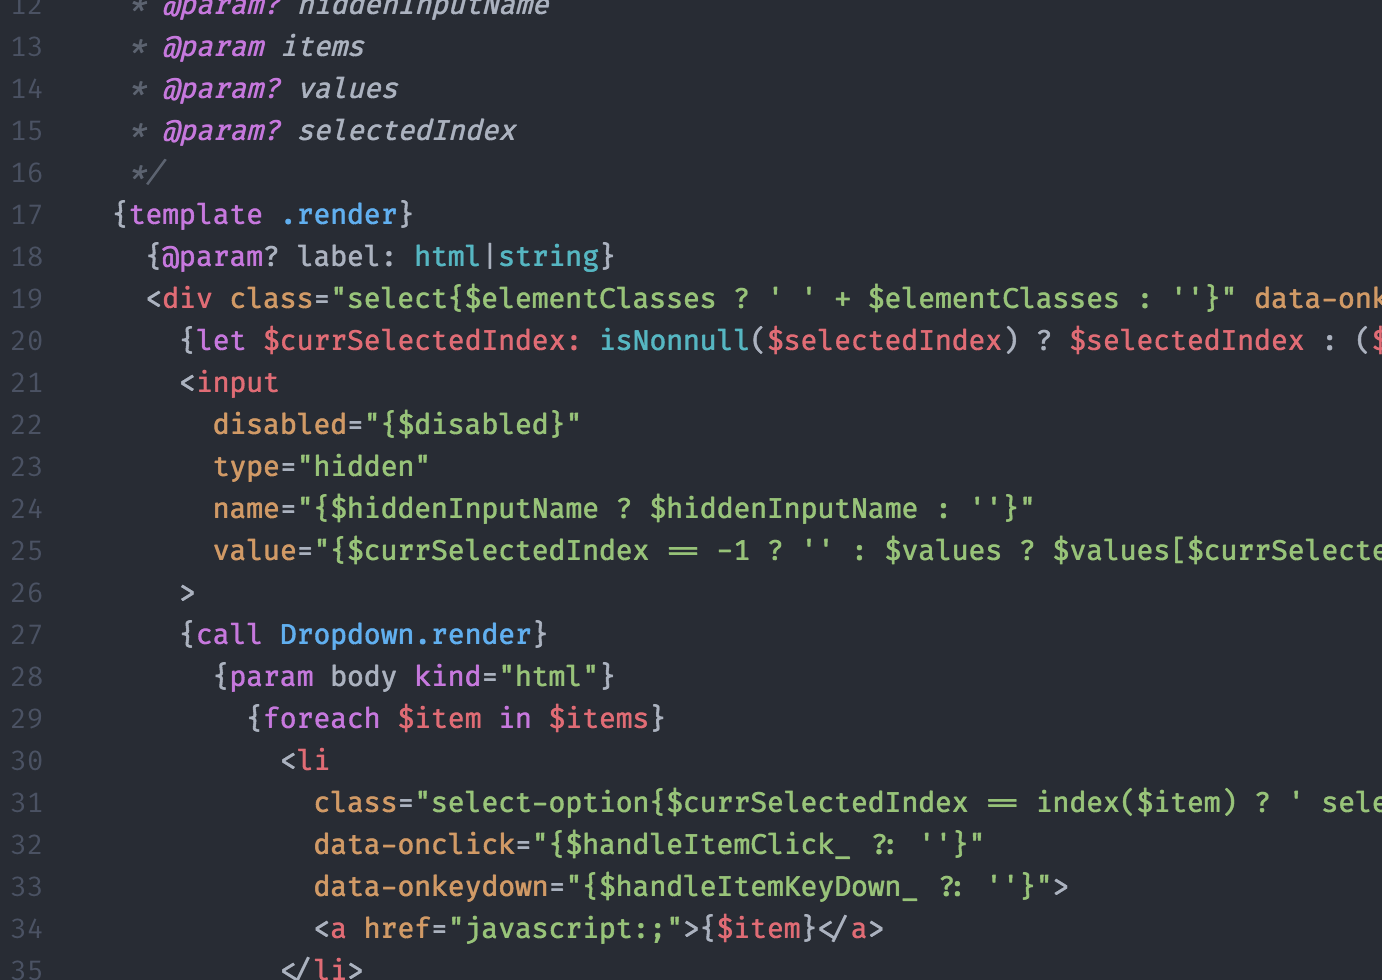 12 * @param? hiddenInputName
13 * @param items
14 * @param? values
15 * @param? selectedIndex
16 */
17 {template .render}
18 {@param? label: html|string}
19 <div class="select{$elementClasses ? ' ' + $elementClasses : ''}" data-onk
20 {let $currSelectedIndex: isNonnull($selectedIndex) ? $selectedIndex : ($
21 <input
22 disabled="{$disabled}"
23 type="hidden"
24 name="{$hiddenInputName ? $hiddenInputName : ''}"
25 value="{$currSelectedIndex == -1 ? '' : $values ? $values[$currSelecte
26 >
27 {call Dropdown.render}
28 {param body kind="html"}
29 {foreach $item in $items}
30 <li
31 class="select-option{$currSelectedIndex == index($item) ? ' sele
32 data-onclick="{$handleItemClick_ ?: ''}"
33 data-onkeydown="{$handleItemKeyDown_ ?: ''}">
34 <a href="javascript:;">{$item}</a>
35 </li>